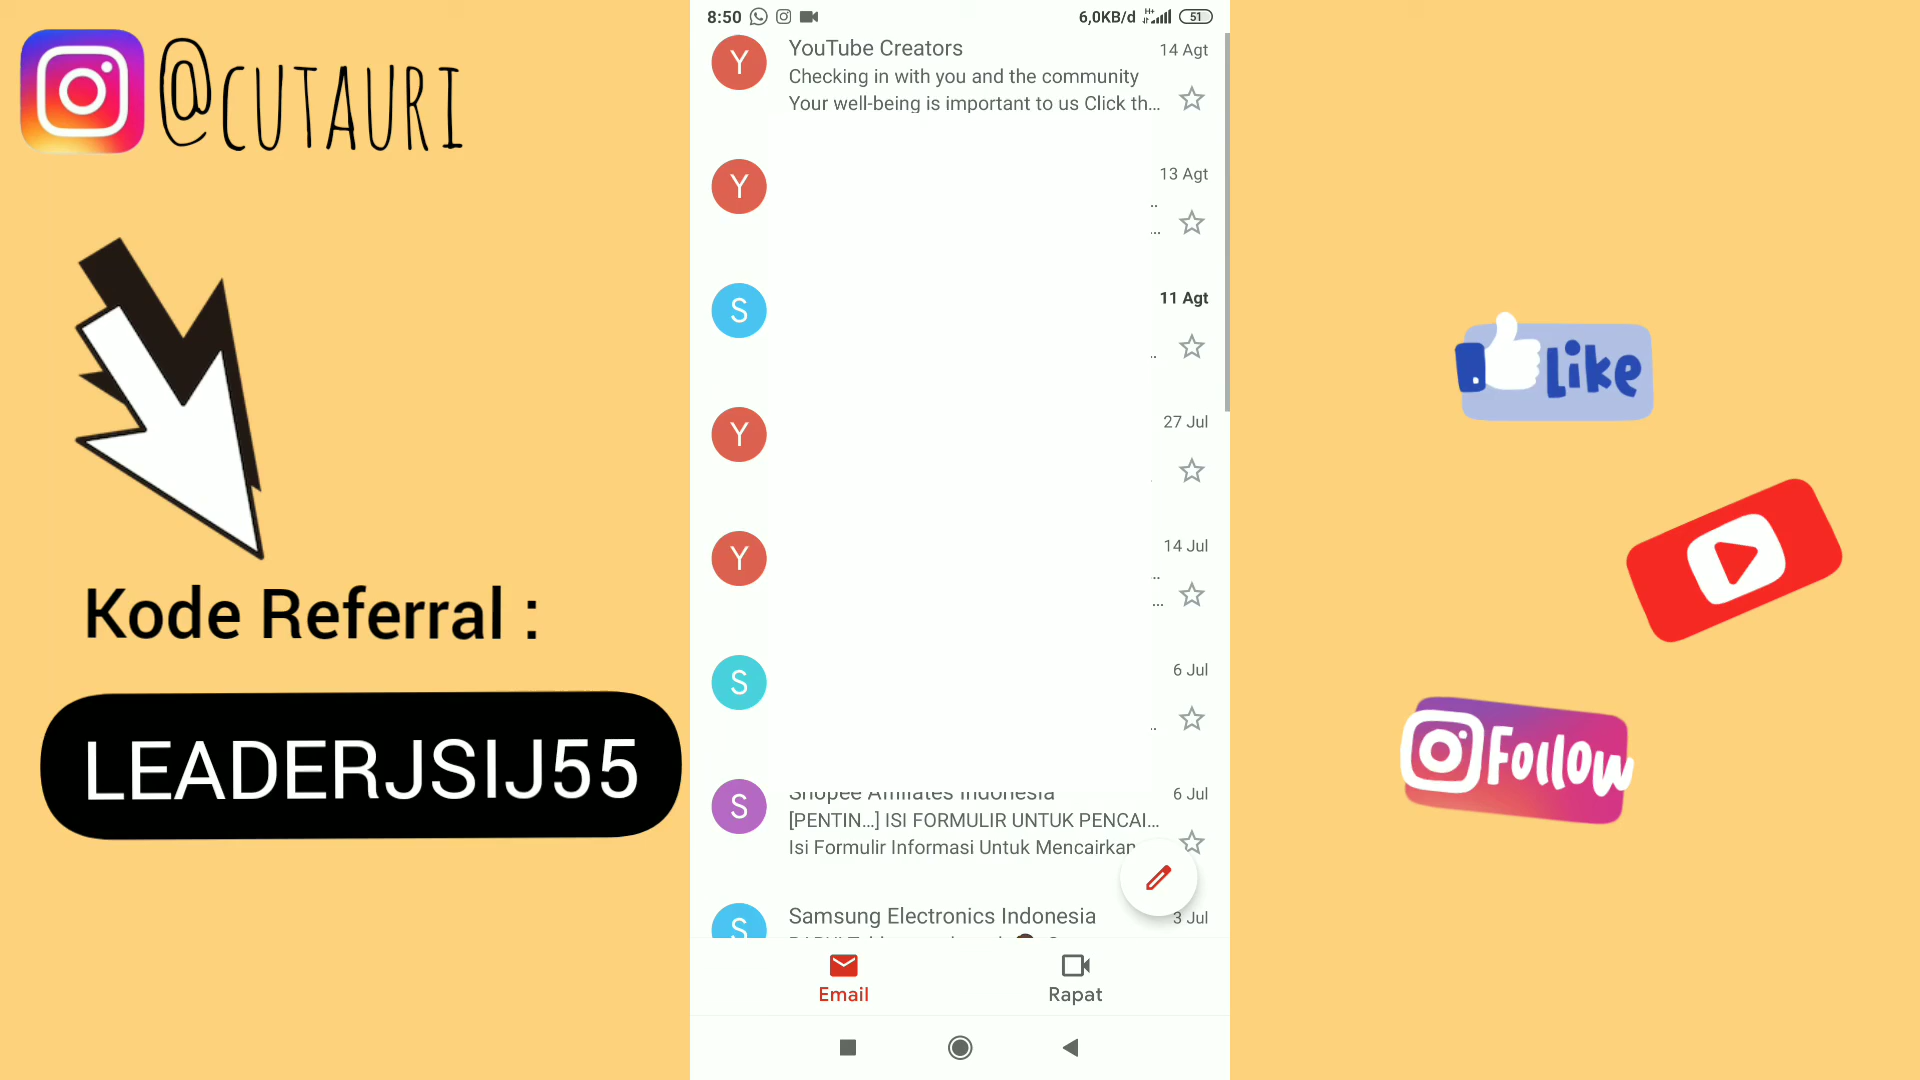 @CUTAURI
Kode Referral :
LEADERJSIJ55
8:50
6,0KB/d
H+
51
Y
YouTube Creators
14 Agt
Checking in with you and the community
Your well-being is important to us Click th...
Y
13 Agt
..
...
S
11 Agt
..
Y
27 Jul
Y
14 Jul
..
...
S
6 Jul
..
S
Shopee Affiliates Indonesia
6 Jul
[PENTIN...] ISI FORMULIR UNTUK PENCAI...
Isi Formulir Informasi Untuk Mencairkan
S
Samsung Electronics Indonesia
3 Jul
Email
Rapat
Like
Follow